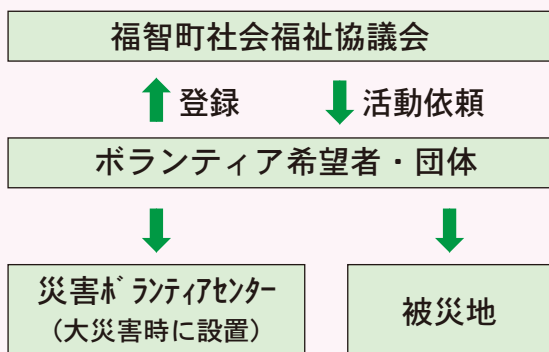 福智町社会福祉協議会
登録 活動依頼
ボランティア希望者・団体
災害ボランティアセンター
(大災害時に設置)
被災地